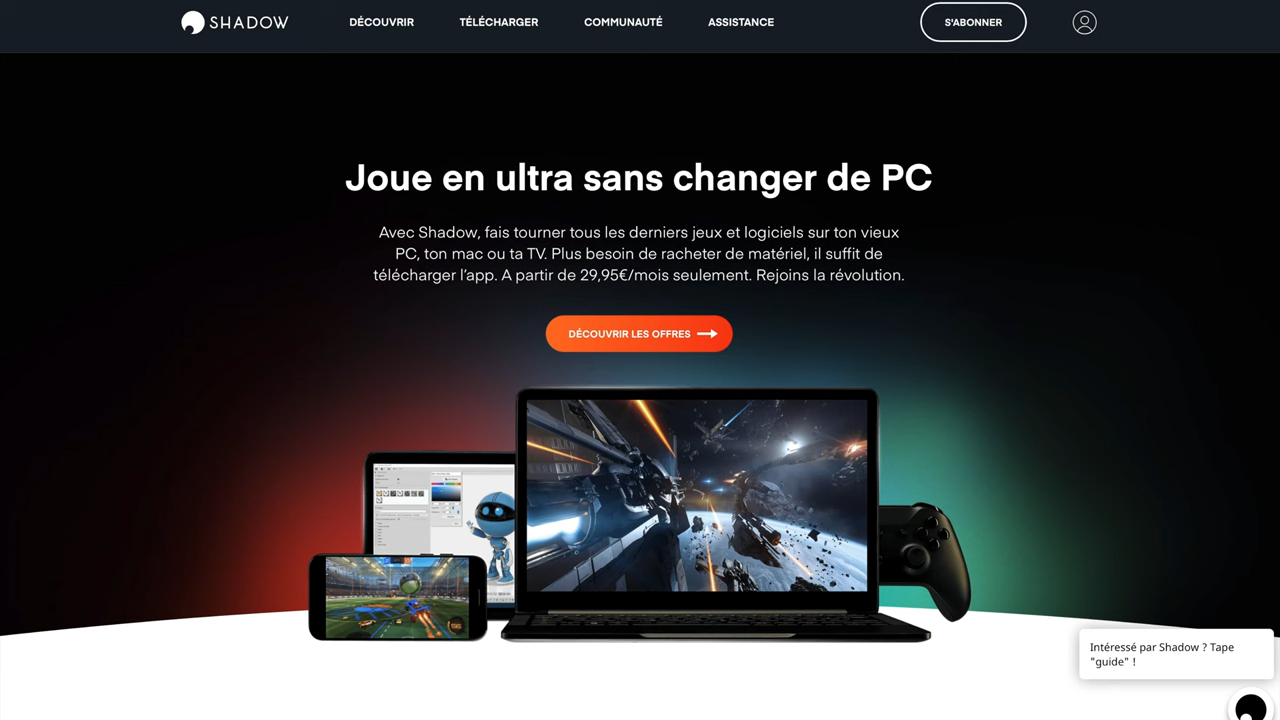 SHADOW
DÉCOUVRIR
TÉLÉCHARGER
COMMUNAUTÉ
ASSISTANCE
S'ABONNER
Joue en ultra sans changer de PC
Avec Shadow, fais tourner tous les derniers jeux et logiciels sur ton vieux
PC, ton mac ou ta TV. Plus besoin de racheter de matériel, il suffit de
télécharger l'app. A partir de 29,95€/mois seulement. Rejoins la révolution.
DÉCOUVRIR LES OFFRES
Intéressé par Shadow ? Tape
"guide" !